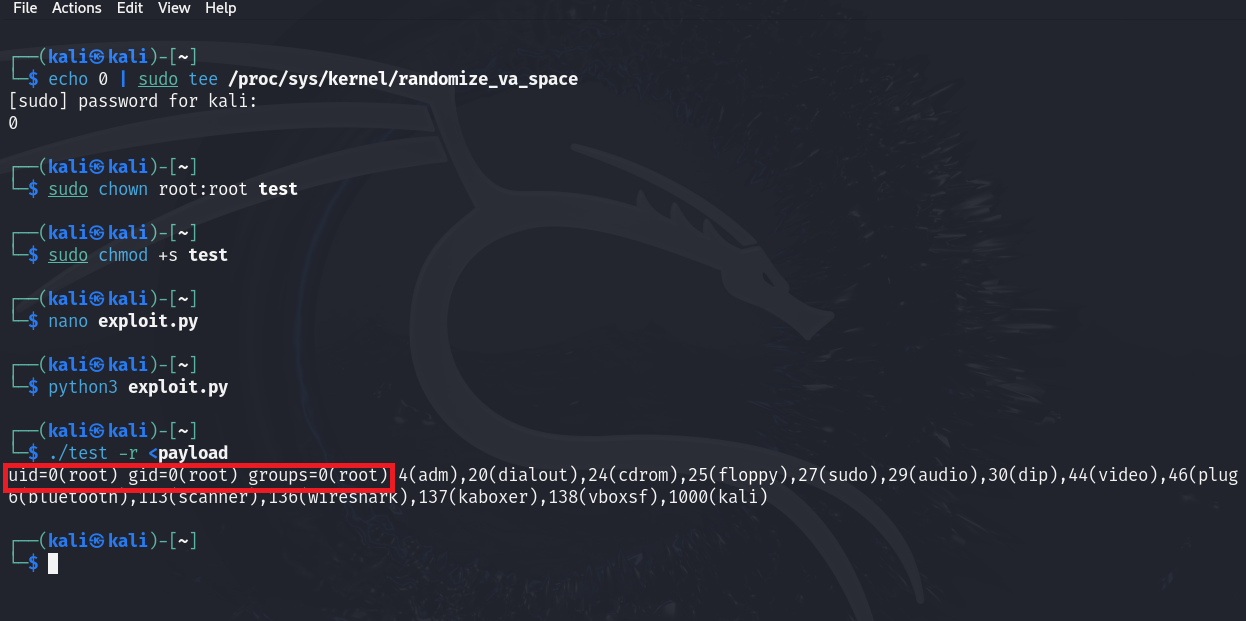 File Actions Edit View Help
┌──(kali㉿kali)-[~]
└─$ echo 0 | sudo tee /proc/sys/kernel/randomize_va_space
[sudo] password for kali:
0
┌──(kali㉿kali)-[~]
└─$ sudo chown root:root test
┌──(kali㉿kali)-[~]
└─$ sudo chmod +s test
┌──(kali㉿kali)-[~]
└─$ nano exploit.py
┌──(kali㉿kali)-[~]
└─$ python3 exploit.py
┌──(kali㉿kali)-[~]
└─$ ./test -r <payload
uid=0(root) gid=0(root) groups=0(root) 4(adm),20(dialout),24(cdrom),25(floppy),27(sudo),29(audio),30(dip),44(video),46(plug
6(bluetooth),113(scanner),136(wireshark),137(kaboxer),138(vboxsf),1000(kali)
┌──(kali㉿kali)-[~]
└─$